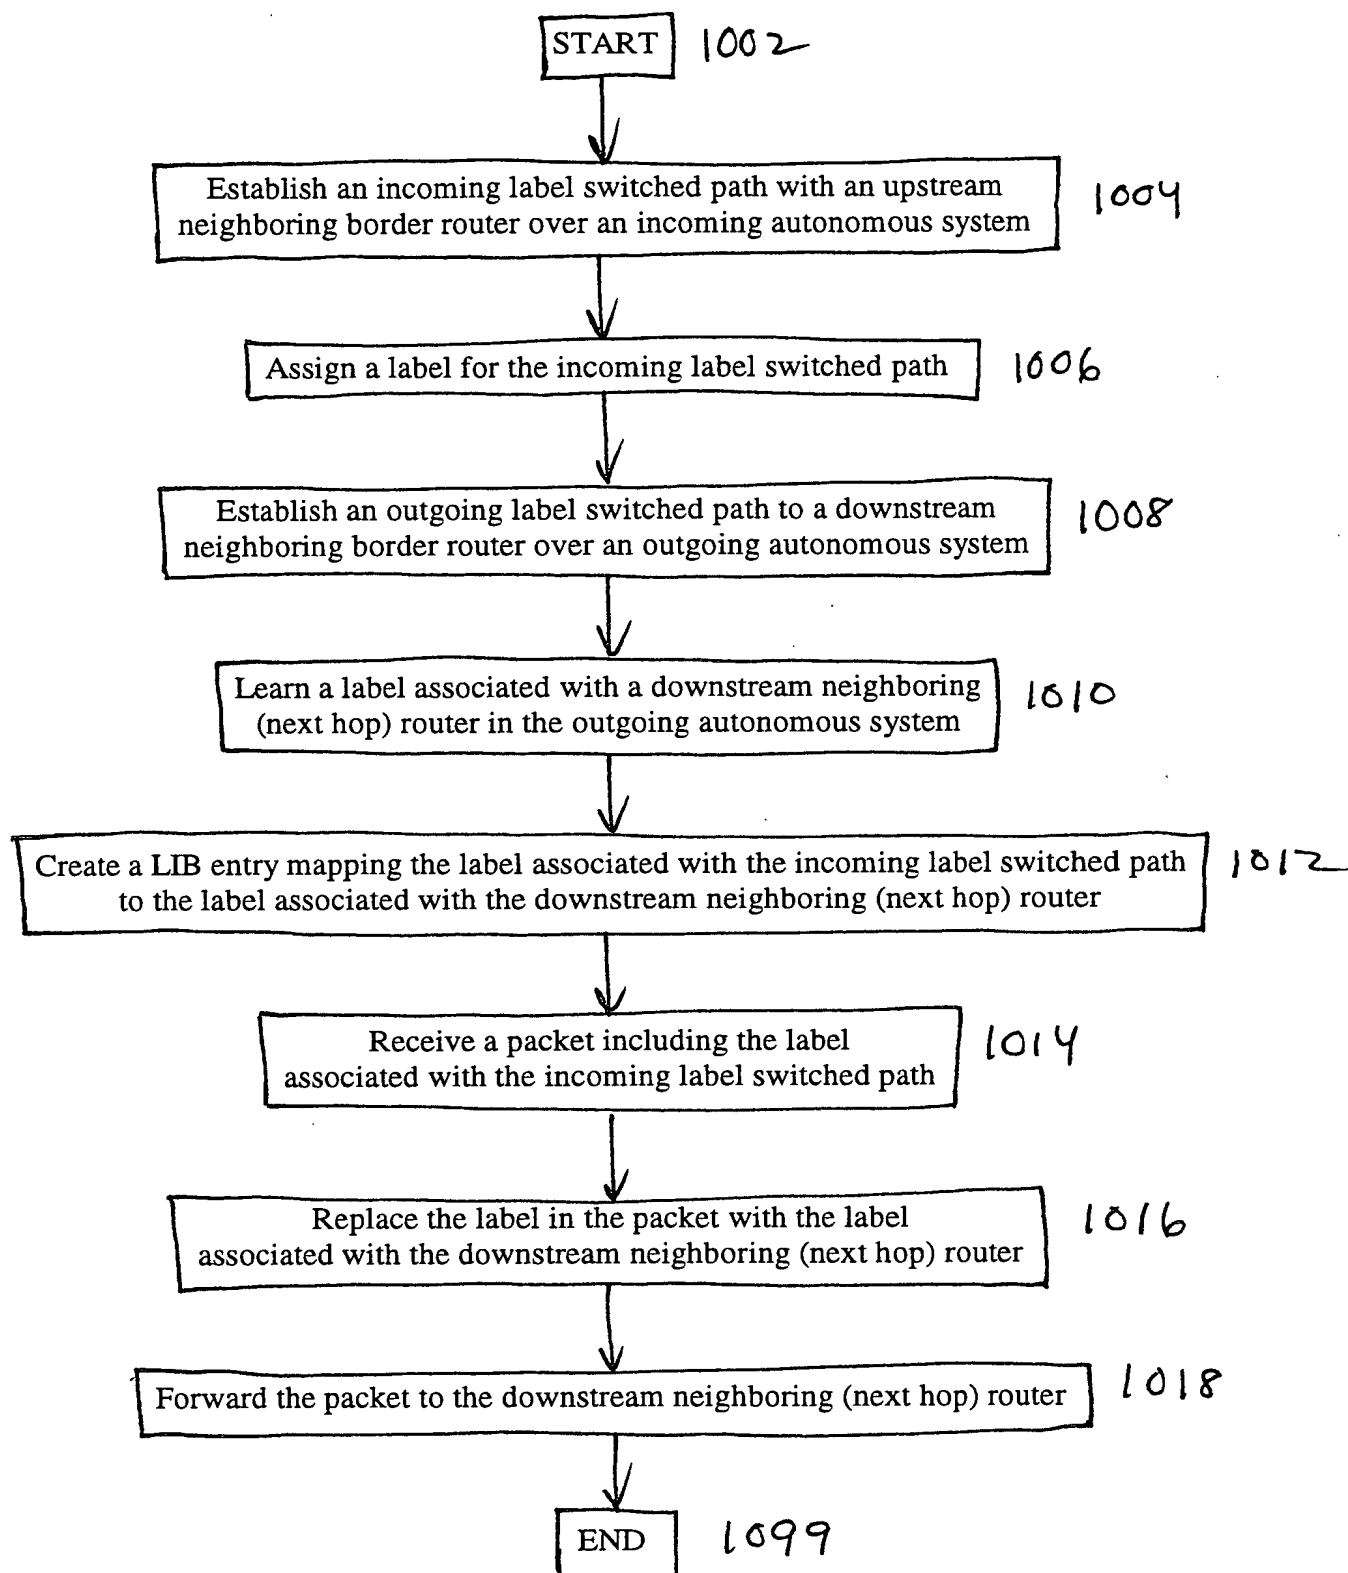 START 1002
Establish an incoming label switched path with an upstream
neighboring border router over an incoming autonomous system
1004
Assign a label for the incoming label switched path 1006
Establish an outgoing label switched path to a downstream
neighboring border router over an outgoing autonomous system
1008
Learn a label associated with a downstream neighboring
(next hop) router in the outgoing autonomous system
1010
Create a LIB entry mapping the label associated with the incoming label switched path
to the label associated with the downstream neighboring (next hop) router
1012
Receive a packet including the label
associated with the incoming label switched path
1014
Replace the label in the packet with the label
associated with the downstream neighboring (next hop) router
1016
Forward the packet to the downstream neighboring (next hop) router 1018
END 1099